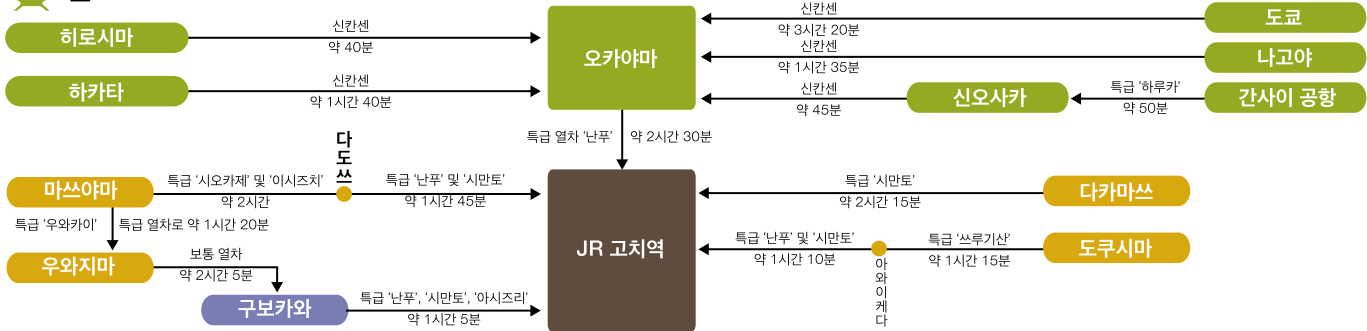 히로시마
신칸센
약 40분
하카타
신칸센
약 1시간 40분
오카야마
신칸센
약 3시간 20분
도쿄
신칸센
약 1시간 35분
나고야
신칸센
약 45분
신오사카
특급 ‘하루카’
약 50분
간사이 공항
특급 열차 ‘난푸’ 약 2시간 30분
마쓰야마
특급 ‘시오카제’ 및 ‘이시즈치’
약 2시간
다도쓰
특급 ‘난푸’ 및 ‘시만토’
약 1시간 45분
특급 ‘우와카이’ 특급 열차로 약 1시간 20분
우와지마
보통 열차
약 2시간 5분
구보카와
특급 ‘난푸’, ‘시만토’, ‘아시즈리’
약 1시간 5분
JR 고치역
특급 ‘시만토’
약 2시간 15분
다카마쓰
특급 ‘난푸’ 및 ‘시만토’
약 1시간 10분
아와이케다
특급 ‘쓰루기산’
약 1시간 15분
도쿠시마